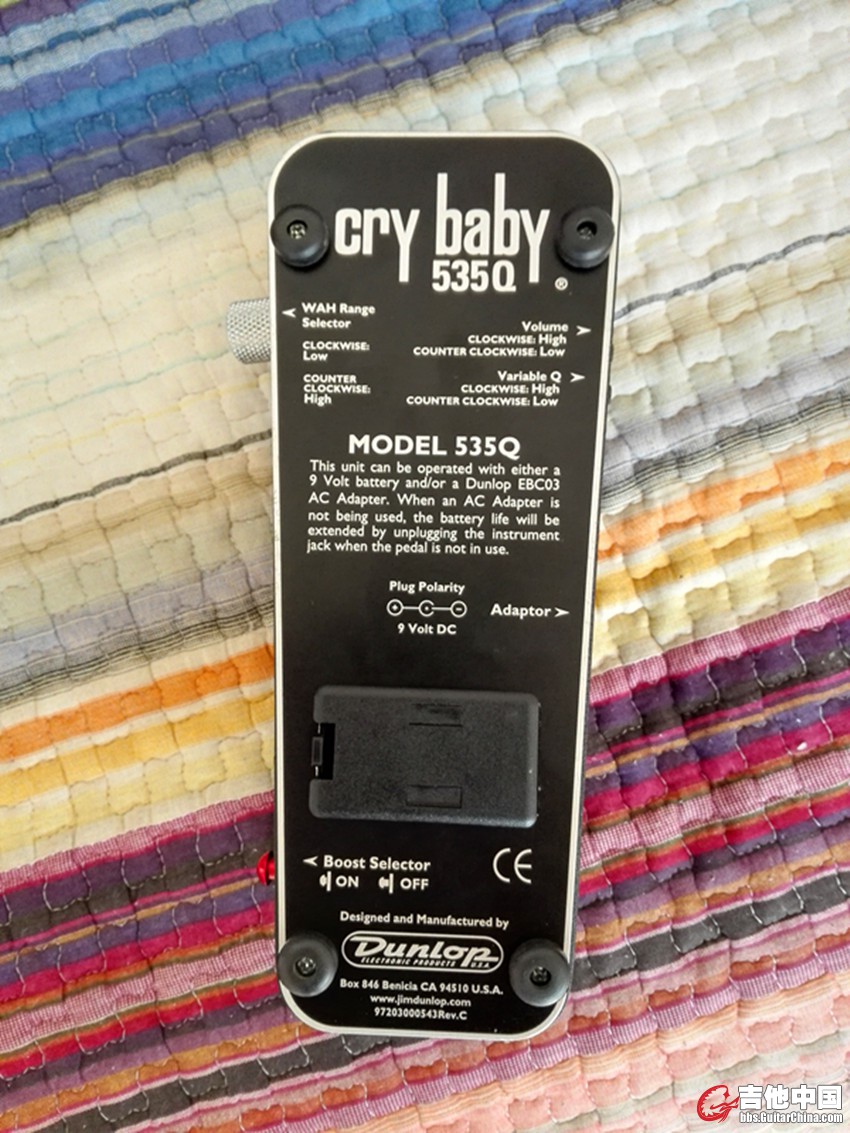 cry baby
535Q ®
WAH Range
Selector
CLOCKWISE:
Low
COUNTER
CLOCKWISE:
High
Volume
CLOCKWISE: High
COUNTER CLOCKWISE: Low
Variable Q
CLOCKWISE: High
COUNTER CLOCKWISE: Low
MODEL 535Q
This unit can be operated with either a
9 Volt battery and/or a Dunlop EBC03
AC Adapter. When an AC Adapter is
not being used, the battery life will be
extended by unplugging the instrument
jack when the pedal is not in use.
Plug Polarity
9 Volt DC
Adaptor
Boost Selector
ON OFF
CE
Designed and Manufactured by
Dunlop
ELECTRONIC PRODUCTS U.S.A.
Box 846 Benicia CA 94510 U.S.A.
www.jimdunlop.com
97203000543Rev.C
吉他中国
bbs.GuitarChina.com